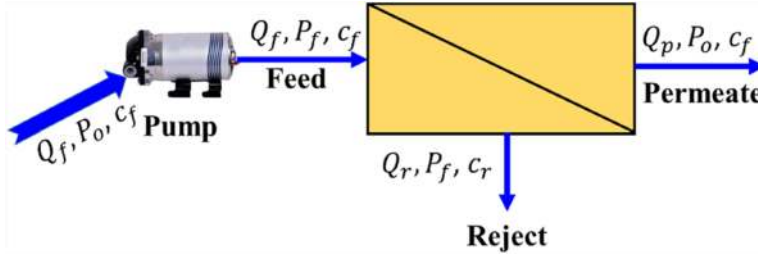 Q_f, P_f, c_f
Feed
Q_p, P_o, c_f
Permeate
Q_f, P_o, c_f
Pump
Q_r, P_f, c_r
Reject